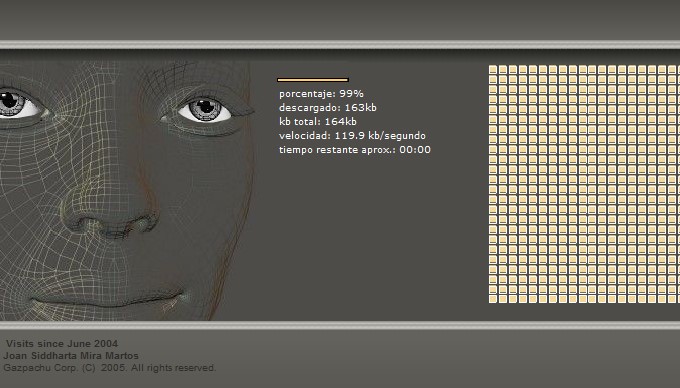 porcentaje: 99%
descargado: 163kb
kb total: 164kb
velocidad: 119.9 kb/segundo
tiempo restante aprox.: 00:00
Visits since June 2004
Joan Siddharta Mira Martos
Gazpachu Corp. (C)  2005. All rights reserved.